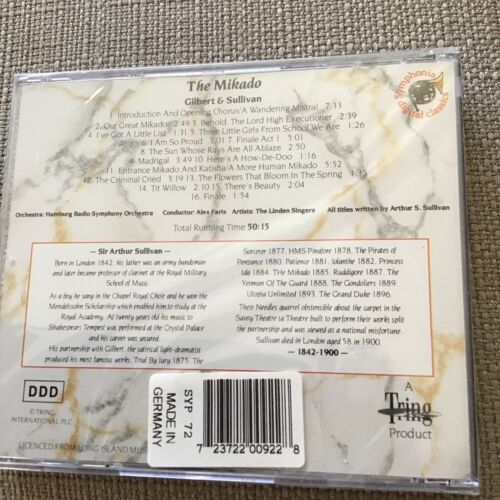 The Mikado
Gilbert & Sullivan
1. Introduction And Opening Chorus/A Wandering Mistral 7:33
2. Our Great Mikado 2:49 3. Behold, The Lord High Executioner 2:39
4. I've Got A Little List 1:31 5. Three Little Girls From School We Are 1:26
6. I Am So Proud 5:17 7. Finale Act I
8. The Sun Whose Rays Are All Ablaze 2:50
9. Madrigal 3:19 10. Here's A How-De-Doo 1:16
11. Entrance Mikado And Katisha/A More Human Mikado 5:52
12. The Criminal Cried 3:13 13. The Flowers That Bloom In The Spring 1:32
14. Tit Willow 15. There's Beauty 2:04
16. Finale 1:54
Orchestra: Hamburg Radio Symphony Orchestra Conductor: Alex Faris Artists: The Linden Singers All titles written by Arthur S. Sullivan
Total Running Time 50:15
Symphonia
digital classics
Sir Arthur Sullivan
Born in London 1842, his father was an army bandsman
and later became professor of clarinet at the Royal Military
School of Music.
As a boy he sang in the Chapel Royal Choir and he won the
Mendelssohn Scholarship which enabled him to study at the
Royal Academy. At twenty years old his music to
Shakespears Tempest was performed at the Crystal Palace
and his career was secured.
His partnership with Gilbert, the satirical light-dramatist
produced his most famous works, Trial By Jury 1875, The
Sorcerer 1877, HMS Pinafore 1878, The Pirates of
Penzance 1880, Patience 1881, Iolanthe 1882, Princess
Ida 1884, THe Mikado 1885, Ruddigore 1887, The
Yeoman Of The Guard 1888, The Gondoliers 1889,
Utopia Unlimited 1893, The Grand Duke 1896.
Their Needles quarrel obstensible about the carpet in the
Savoy Theatre (a Theatre built to perform their works split
the partnership and was viewed as a national misfortune.
Sullivan died in London aged 58 in 1900.
1842-1900
DDD
© TRING
INTERNATIONAL PLC
LICENCED FROM LONG ISLAND MUS
SYP 72
MADE IN
GERMANY
7 23722 00922 8
A
Tring
Product